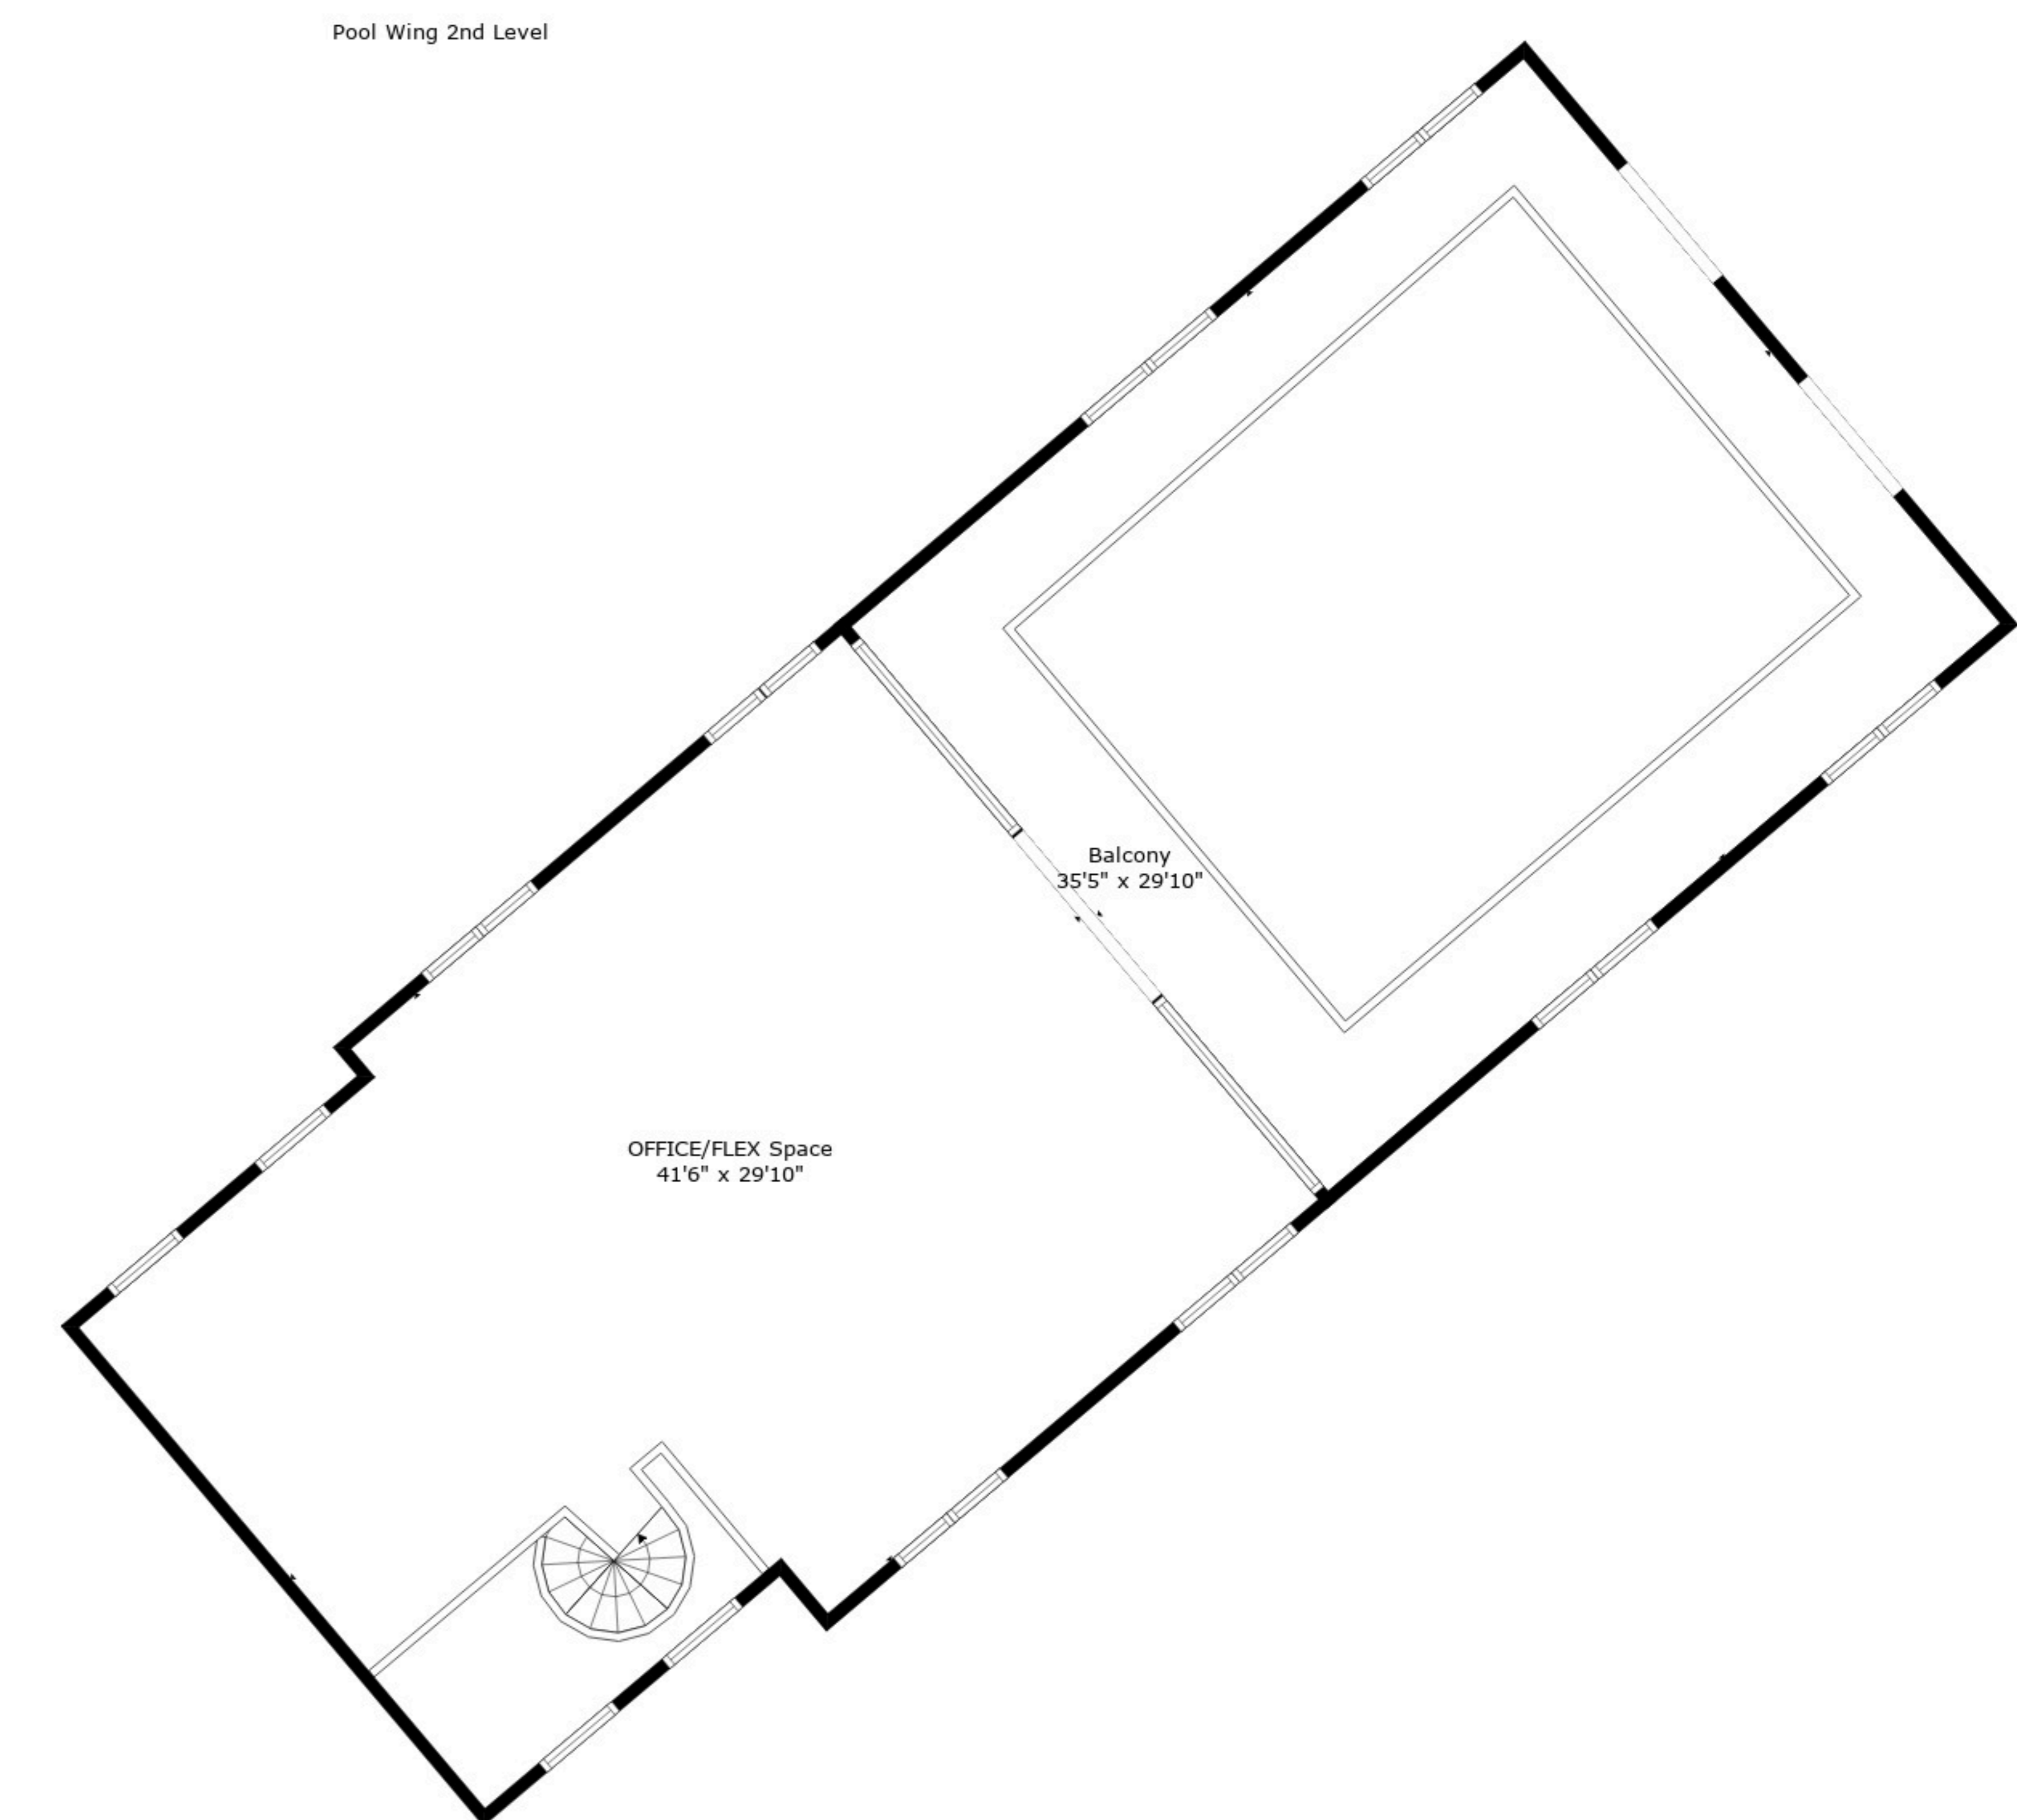 Pool Wing 2nd Level
Balcony
35'5" x 29'10"
OFFICE/FLEX Space
41'6" x 29'10"